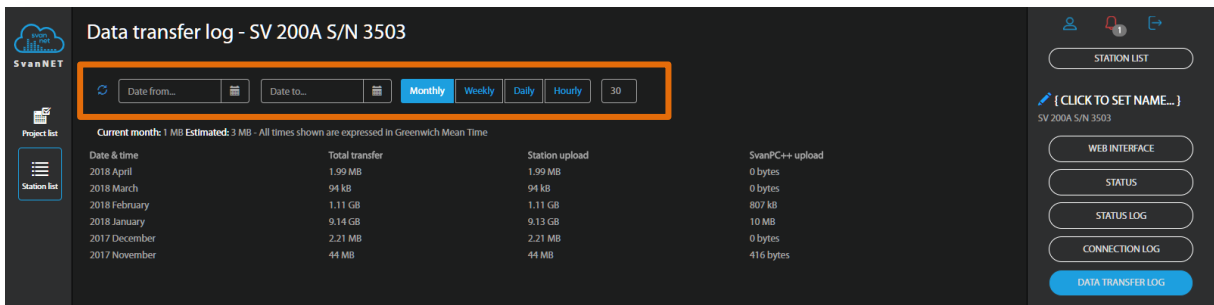 svan
net
SvanNET
Project list
Station list
Data transfer log - SV 200A S/N 3503
Date from... Date to... Monthly Weekly Daily Hourly 30
Current month: 1 MB Estimated: 3 MB - All times shown are expressed in Greenwich Mean Time
Date & time Total transfer Station upload SvanPC++ upload
2018 April 1.99 MB 1.99 MB 0 bytes
2018 March 94 kB 94 kB 0 bytes
2018 February 1.11 GB 1.11 GB 807 kB
2018 January 9.14 GB 9.13 GB 10 MB
2017 December 2.21 MB 2.21 MB 0 bytes
2017 November 44 MB 44 MB 416 bytes
1
STATION LIST
{ CLICK TO SET NAME... }
SV 200A S/N 3503
WEB INTERFACE
STATUS
STATUS LOG
CONNECTION LOG
DATA TRANSFER LOG